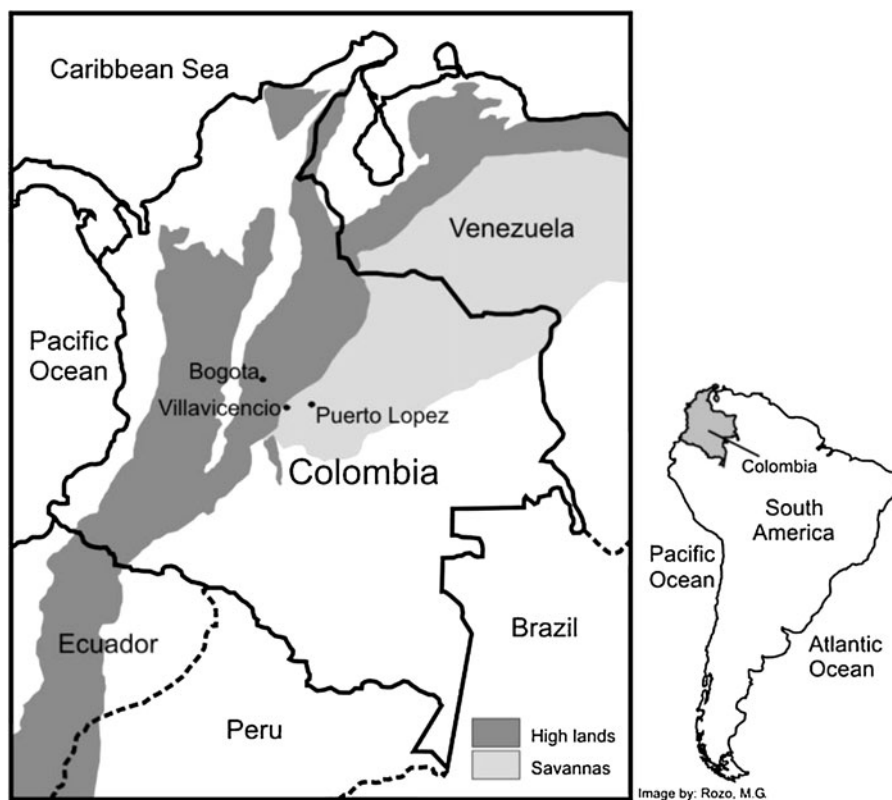 Caribbean Sea
Venezuela
Pacific
Ocean
Bogota
Villavicencio
Puerto Lopez
Colombia
Ecuador
Brazil
Peru
High lands
Savannas
Colombia
South
America
Pacific
Ocean
Atlantic
Ocean
Image by: Rozo, M.G.